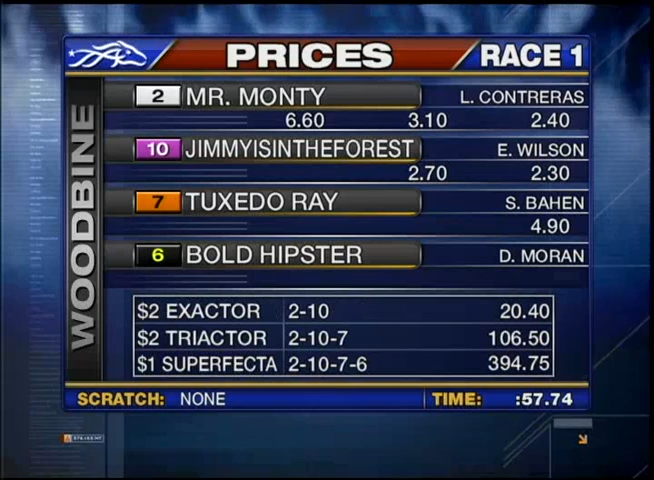 PRICES
RACE 1
WOODBINE
2 MR. MONTY L. CONTRERAS
6.60 3.10 2.40
10 JIMMYISINTHEFOREST E. WILSON
2.70 2.30
7 TUXEDO RAY S. BAHEN
4.90
6 BOLD HIPSTER D. MORAN
$2 EXACTOR 2-10 20.40
$2 TRIACTOR 2-10-7 106.50
$1 SUPERFECTA 2-10-7-6 394.75
SCRATCH: NONE TIME: :57.74